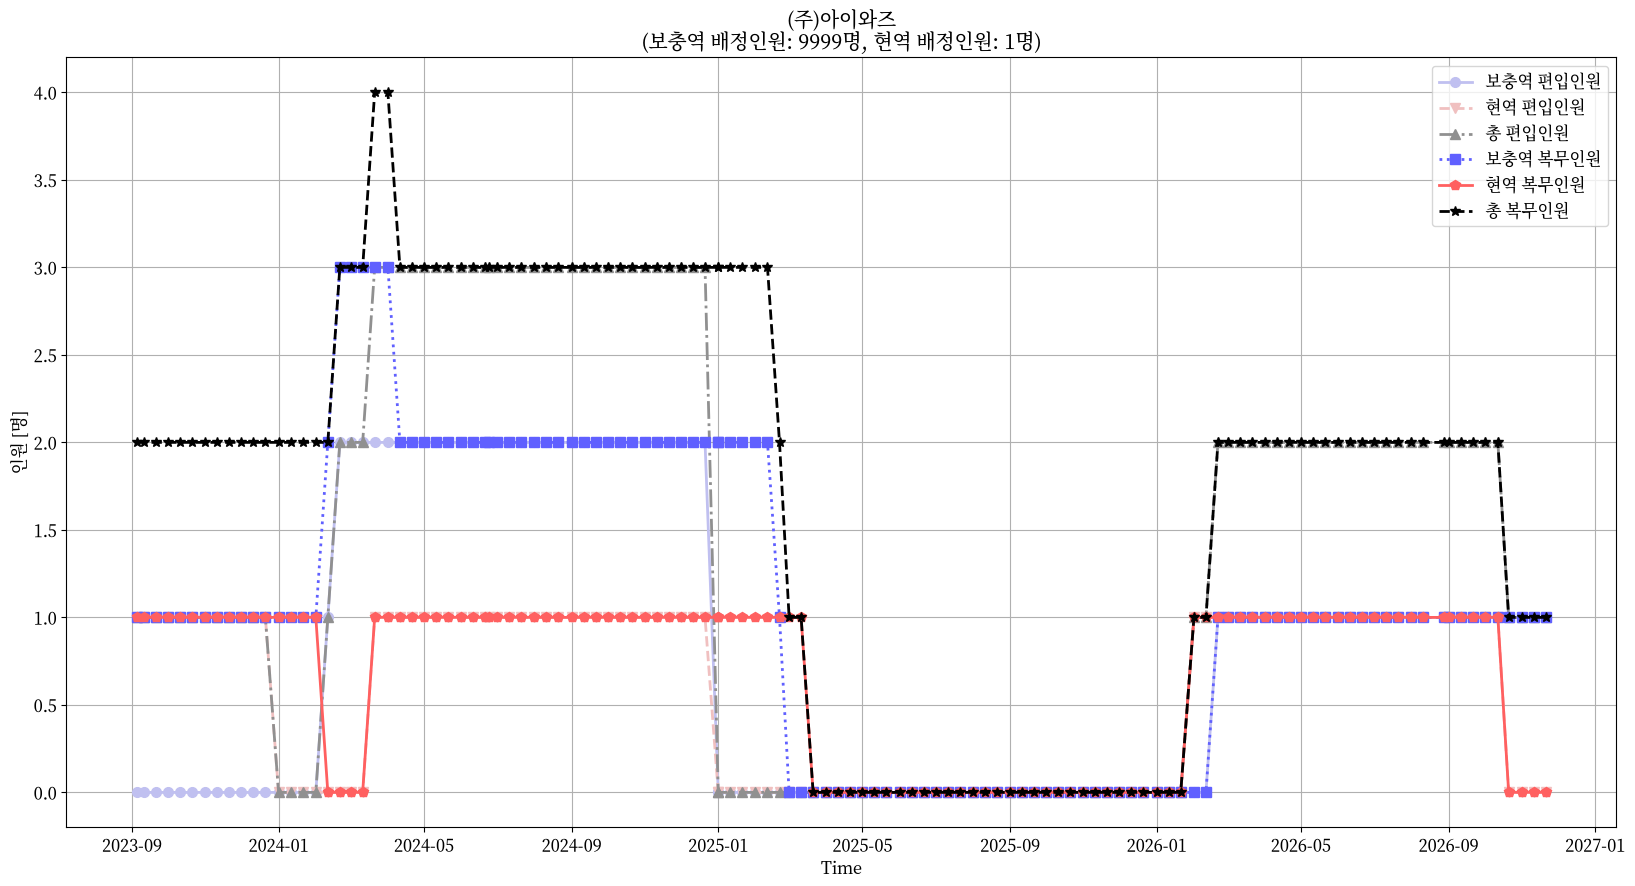 (주)아이와즈
(보충역 배정인원: 9999명, 현역 배정인원: 1명)
보충역 편입인원
현역 편입인원
총 편입인원
보충역 복무인원
현역 복무인원
총 복무인원
인원 [명]
4.0
3.5
3.0
2.5
2.0
1.5
1.0
0.5
0.0
2023-09 2024-01 2024-05 2024-09 2025-01 2025-05 2025-09 2026-01 2026-05 2026-09 2027-01
Time